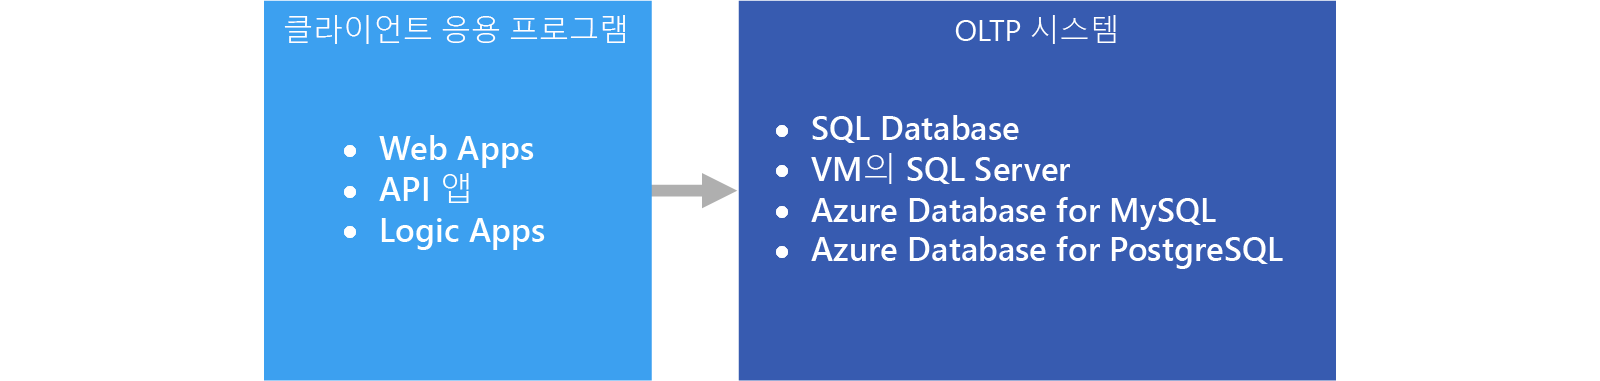 클라이언트 응용 프로그램
• Web Apps
• API 앱
• Logic Apps
OLTP 시스템
• SQL Database
• VM의 SQL Server
• Azure Database for MySQL
• Azure Database for PostgreSQL